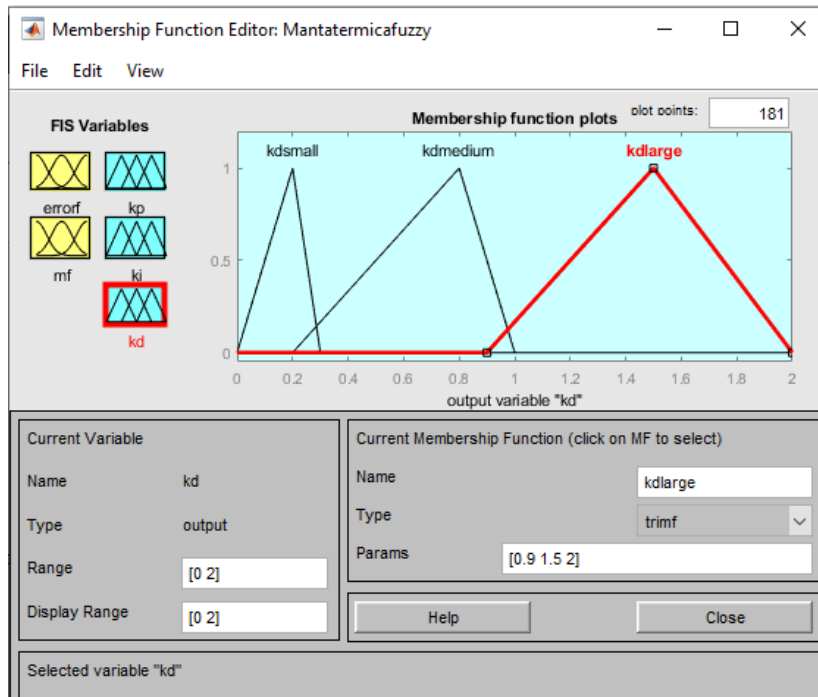 Membership Function Editor: Mantatermicafuzzy
File Edit View
FIS Variables
errorf
kp
mf
ki
kd
Membership function plots
plot points:
181
kdsmall
kdmedium
kdlarge
1
0.5
0
0 0.2 0.4 0.6 0.8 1 1.2 1.4 1.6 1.8 2
output variable "kd"
Current Variable
Name kd
Type output
Range [0 2]
Display Range [0 2]
Current Membership Function (click on MF to select)
Name kdlarge
Type trimf
Params [0.9 1.5 2]
Help
Close
Selected variable "kd"